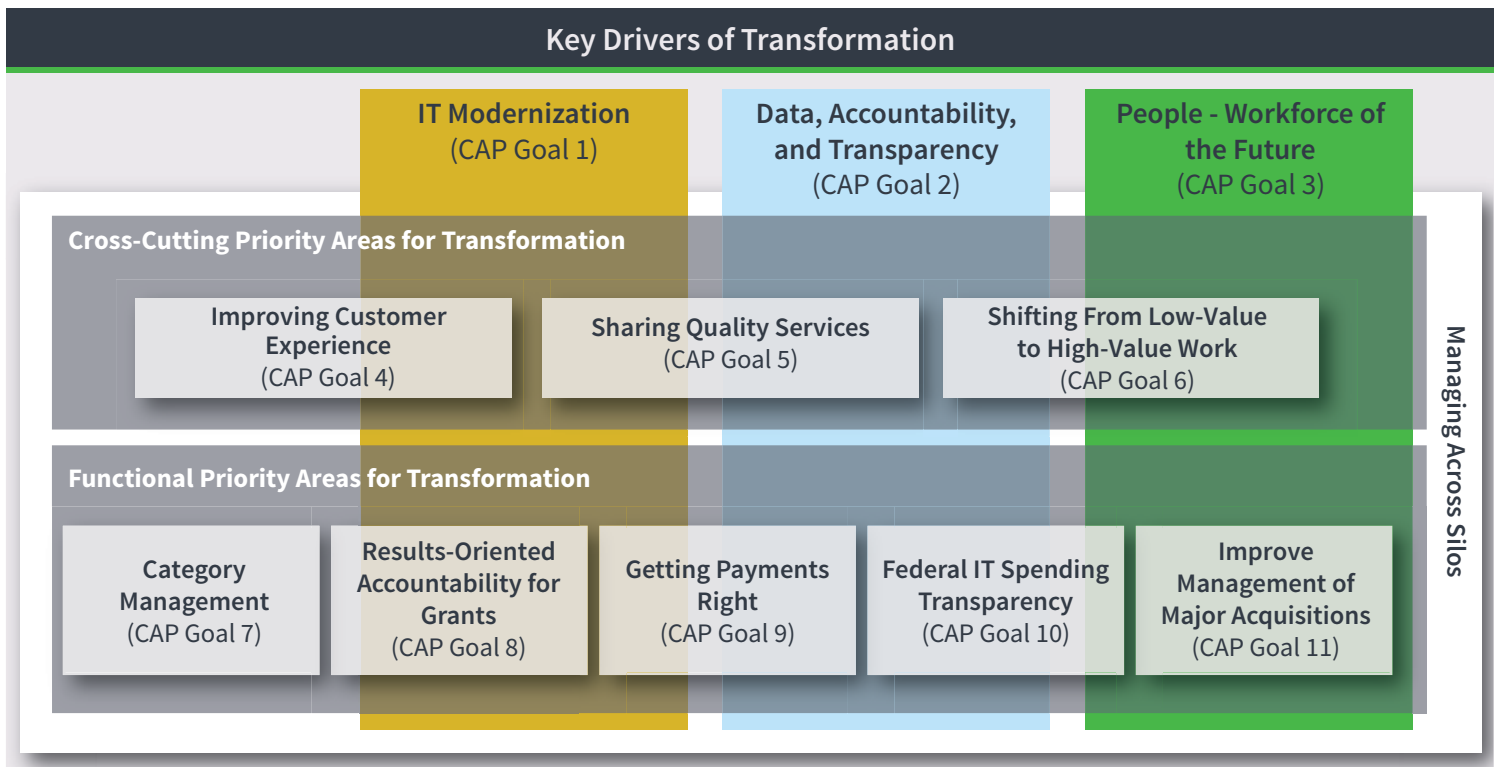 Key Drivers of Transformation
IT Modernization
(CAP Goal 1)
Data, Accountability,
and Transparency
(CAP Goal 2)
People - Workforce of
the Future
(CAP Goal 3)
Cross-Cutting Priority Areas for Transformation
Improving Customer
Experience
(CAP Goal 4)
Sharing Quality Services
(CAP Goal 5)
Shifting From Low-Value
to High-Value Work
(CAP Goal 6)
Functional Priority Areas for Transformation
Category
Management
(CAP Goal 7)
Results-Oriented
Accountability for
Grants
(CAP Goal 8)
Getting Payments
Right
(CAP Goal 9)
Federal IT Spending
Transparency
(CAP Goal 10)
Improve
Management of
Major Acquisitions
(CAP Goal 11)
Managing Across Silos